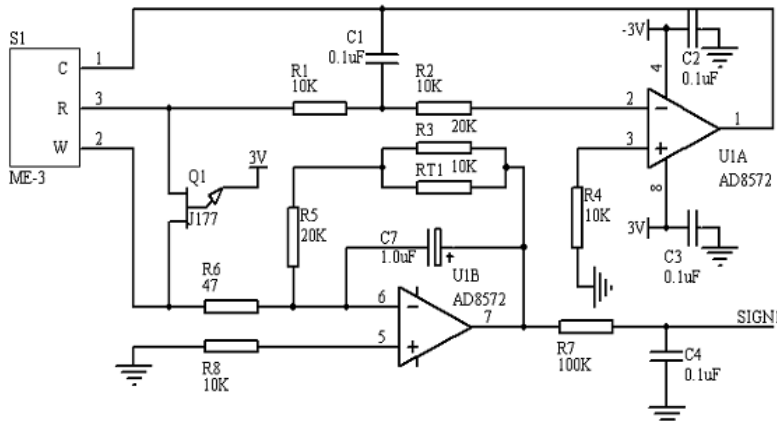 S1
C
R
W
1
3
2
ME-3
Q1
J177
3V
C1
0.1uF
R1
10K
R2
10K
R3
20K
10K
RT1
R5
20K
C7
1.0uF
R6
47
R8
10K
6
5
7
U1B
AD8572
-3V
C2
0.1uF
4
2
3
1
8
U1A
AD8572
R4
10K
3V
C3
0.1uF
R7
100K
C4
0.1uF